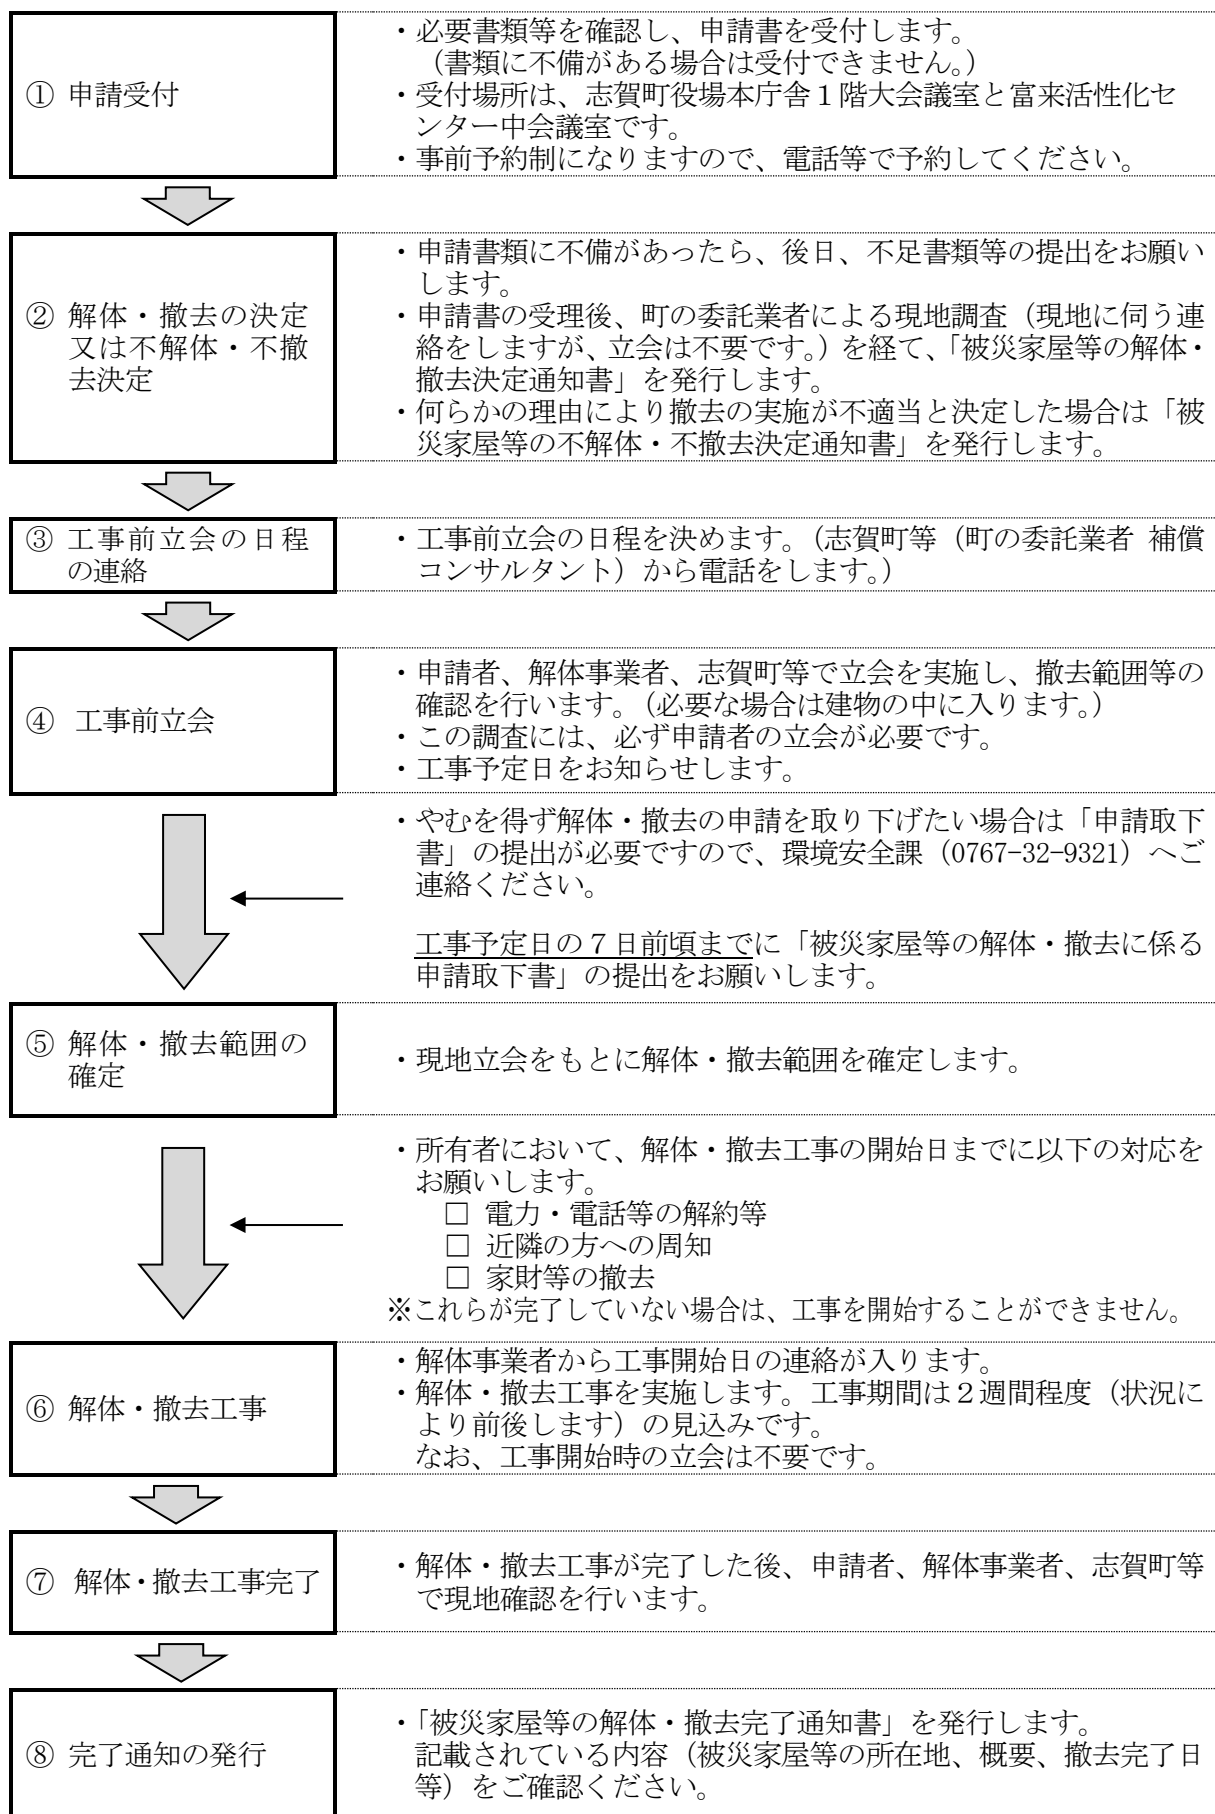 ① 申請受付
・必要書類等を確認し、申請書を受付します。
（書類に不備がある場合は受付できません。）
・受付場所は、志賀町役場本庁舎１階大会議室と富来活性化セ
ンター中会議室です。
・事前予約制になりますので、電話等で予約してください。
② 解体・撤去の決定
又は不解体・不撤
去決定
・申請書類に不備があったら、後日、不足書類等の提出をお願い
します。
・申請書の受理後、町の委託業者による現地調査（現地に伺う連
絡をしますが、立会は不要です。）を経て、「被災家屋等の解体・
撤去決定通知書」を発行します。
・何らかの理由により撤去の実施が不適当と決定した場合は「被
災家屋等の不解体・不撤去決定通知書」を発行します。
③ 工事前立会の日程
の連絡
・工事前立会の日程を決めます。（志賀町等（町の委託業者 補償
コンサルタント）から電話をします。）
④ 工事前立会
・申請者、解体事業者、志賀町等で立会を実施し、撤去範囲等の
確認を行います。（必要な場合は建物の中に入ります。）
・この調査には、必ず申請者の立会が必要です。
・工事予定日をお知らせします。
・やむを得ず解体・撤去の申請を取り下げたい場合は「申請取下
書」の提出が必要ですので、環境安全課（0767-32-9321）へご
連絡ください。
工事予定日の７日前頃までに「被災家屋等の解体・撤去に係る
申請取下書」の提出をお願いします。
⑤ 解体・撤去範囲の
確定
・現地立会をもとに解体・撤去範囲を確定します。
・所有者において、解体・撤去工事の開始日までに以下の対応を
お願いします。
□ 電力・電話等の解約等
□ 近隣の方への周知
□ 家財等の撤去
※これらが完了していない場合は、工事を開始することができません。
⑥ 解体・撤去工事
・解体事業者から工事開始日の連絡が入ります。
・解体・撤去工事を実施します。工事期間は２週間程度（状況に
より前後します）の見込みです。
なお、工事開始時の立会は不要です。
⑦ 解体・撤去工事完了
・解体・撤去工事が完了した後、申請者、解体事業者、志賀町等
で現地確認を行います。
⑧ 完了通知の発行
・「被災家屋等の解体・撤去完了通知書」を発行します。
記載されている内容（被災家屋等の所在地、概要、撤去完了日
等）をご確認ください。